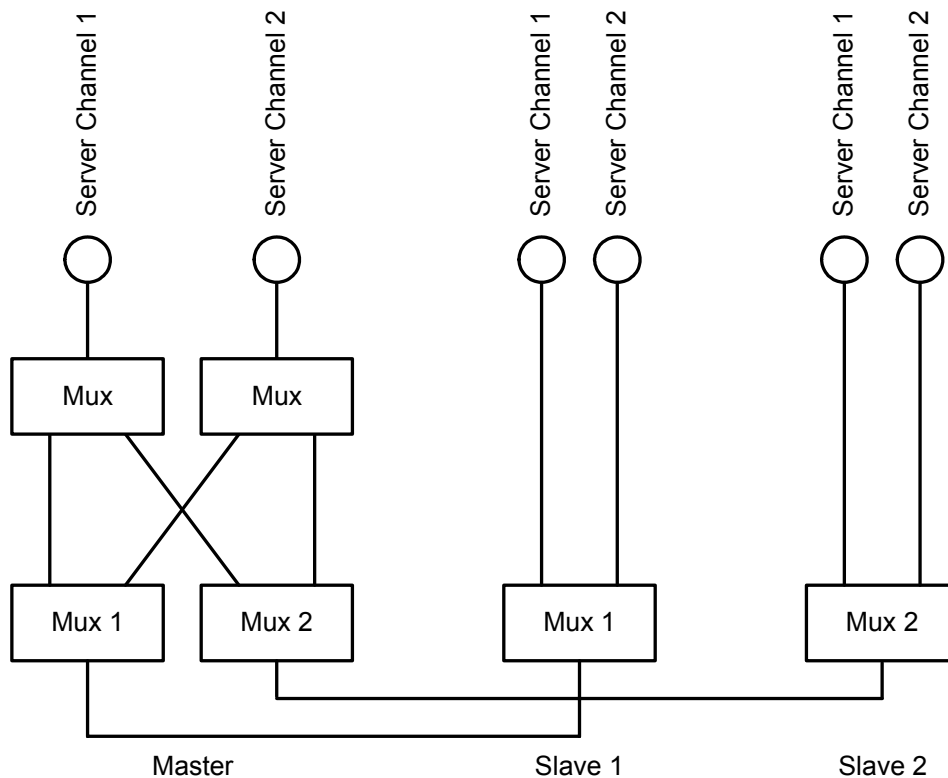 Server Channel 1
Server Channel 2
Server Channel 1
Server Channel 2
Server Channel 1
Server Channel 2
Mux
Mux
Mux 1
Mux 2
Mux 1
Mux 2
Master
Slave 1
Slave 2